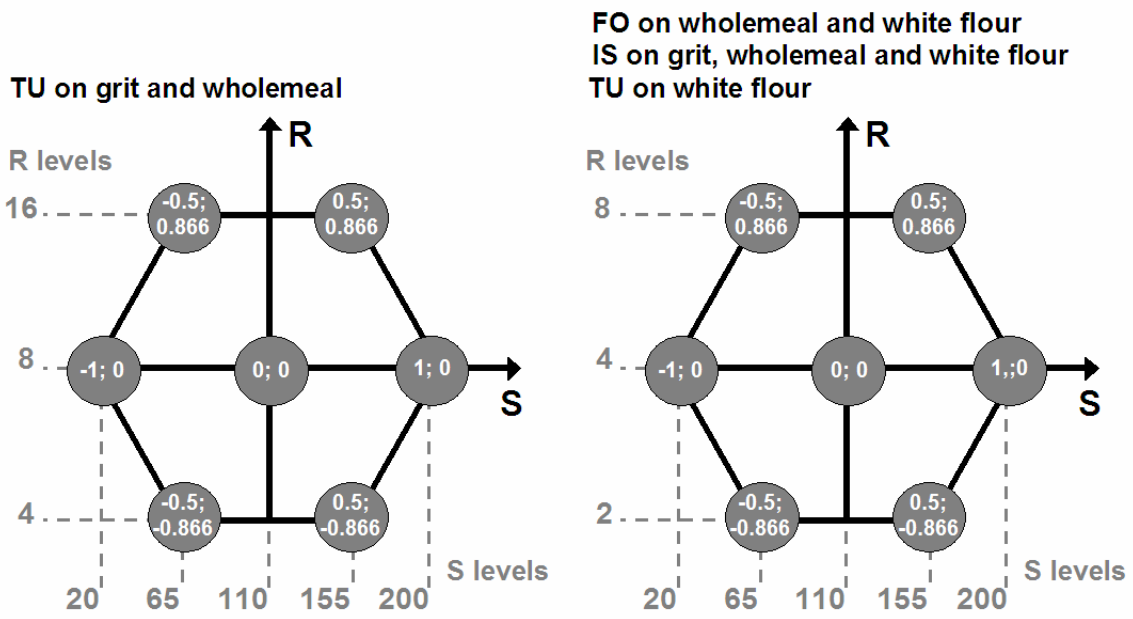 TU on grit and wholemeal
R
R levels
16
-0.5;
0.866
0.5;
0.866
8
-1; 0
0; 0
1; 0
S
4
-0.5;
-0.866
0.5;
-0.866
S levels
20 65 110 155 200
FO on wholemeal and white flour
IS on grit, wholemeal and white flour
TU on white flour
R
R levels
8
-0.5;
0.866
0.5;
0.866
4
-1; 0
0; 0
1,;0
S
2
-0.5;
-0.866
0.5;
-0.866
S levels
20 65 110 155 200